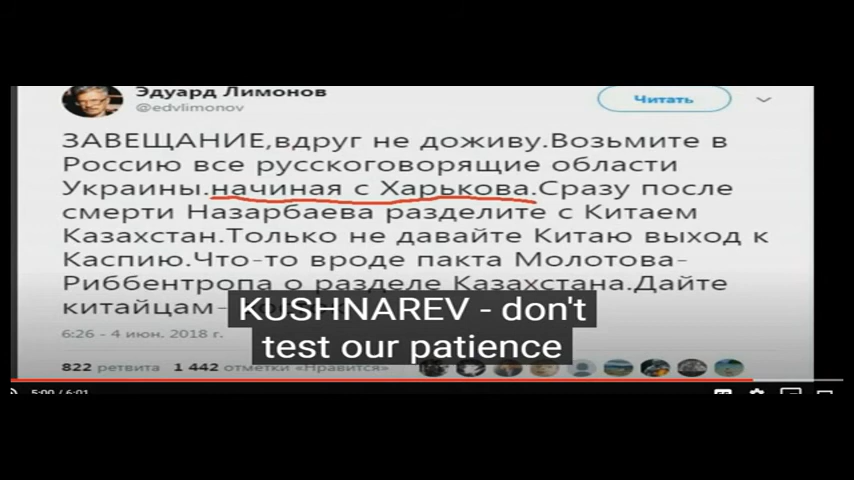 Эдуард Лимонов
@edvlimonov
Читать
ЗАВЕЩАНИЕ,вдруг не доживу.Возьмите в
Россию все русскоговорящие области
Украины.начиная с Харькова.Сразу после
смерти Назарбаева разделите с Китаем
Казахстан.Только не давайте Китаю выход к
Каспию.Что-то вроде пакта Молотова-
Риббентропа о разделе Казахстана.Дайте
китайцам-
KUSHNAREV - don't
test our patience
6:26 - 4 июн. 2018 г.
822 ретвита 1 442 отметки «Нравится»
5:00 / 6:01